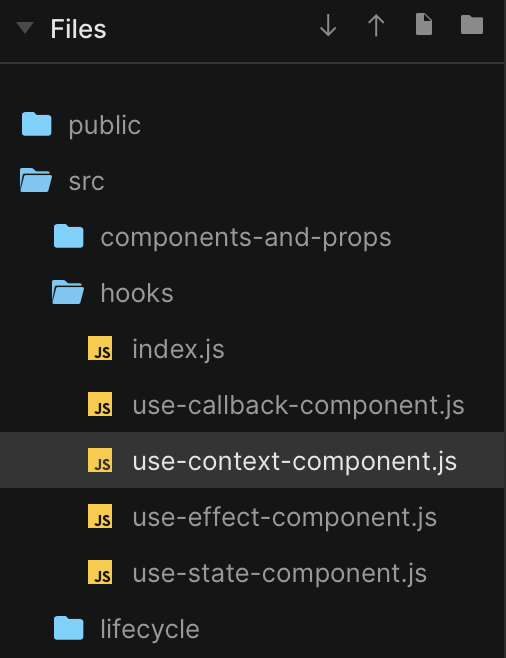 Files
public
src
components-and-props
hooks
JS index.js
JS use-callback-component.js
JS use-context-component.js
JS use-effect-component.js
JS use-state-component.js
lifecycle